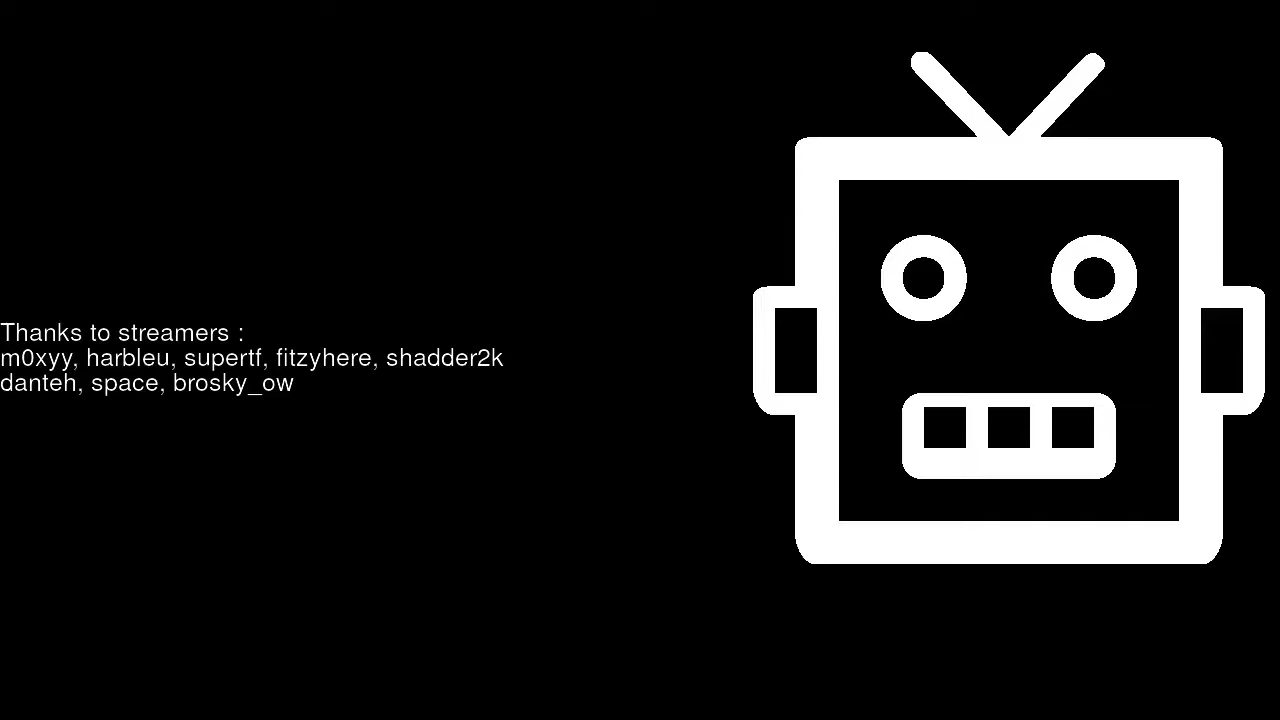 Thanks to streamers :
m0xyy, harbleu, supertf, fitzyhere, shadder2k
danteh, space, brosky_ow